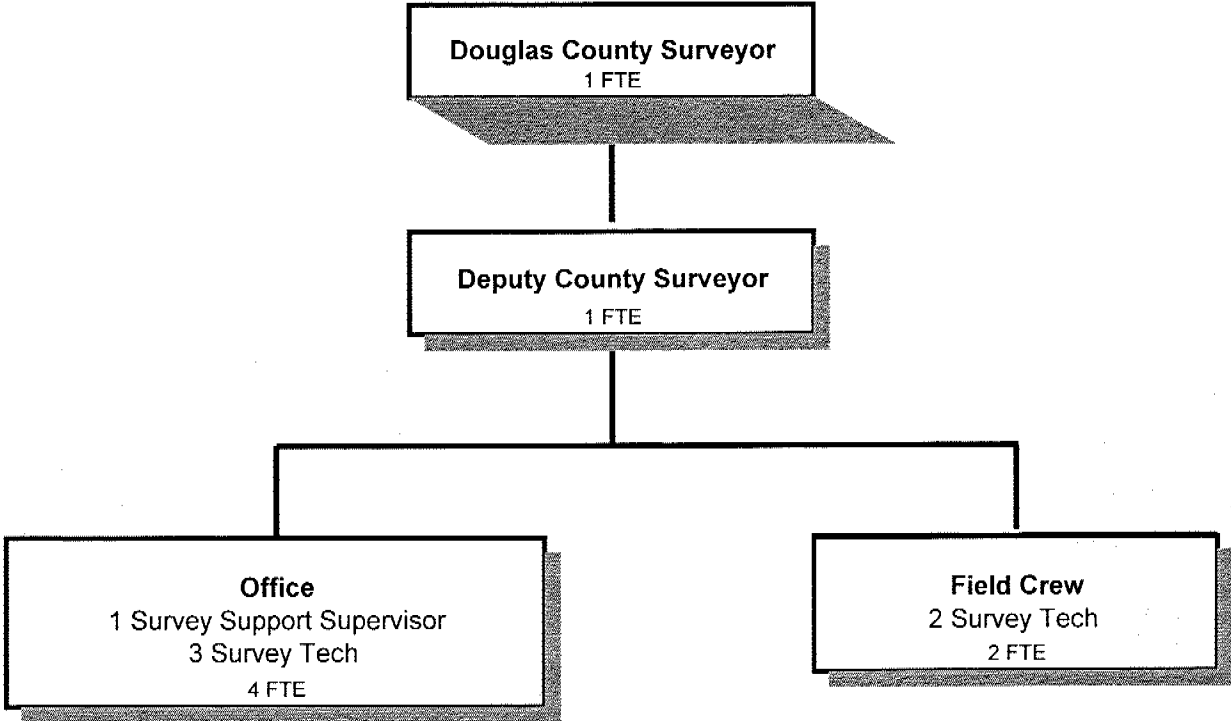 Douglas County Surveyor
1 FTE
Deputy County Surveyor
1 FTE
Office
1 Survey Support Supervisor
3 Survey Tech
4 FTE
Field Crew
2 Survey Tech
2 FTE